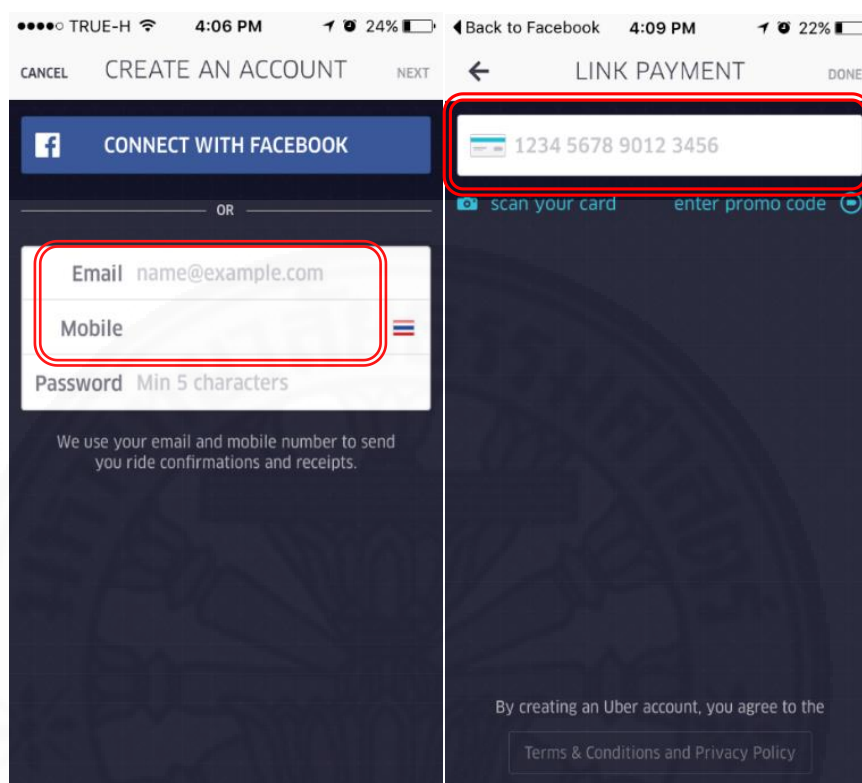 TRUE-H 4:06 PM 24%
CANCEL CREATE AN ACCOUNT NEXT
f CONNECT WITH FACEBOOK
OR
Email name@example.com
Mobile
Password Min 5 characters
We use your email and mobile number to send
you ride confirmations and receipts.
Back to Facebook 4:09 PM 22%
LINK PAYMENT DONE
1234 5678 9012 3456
scan your card enter promo code
By creating an Uber account, you agree to the
Terms & Conditions and Privacy Policy